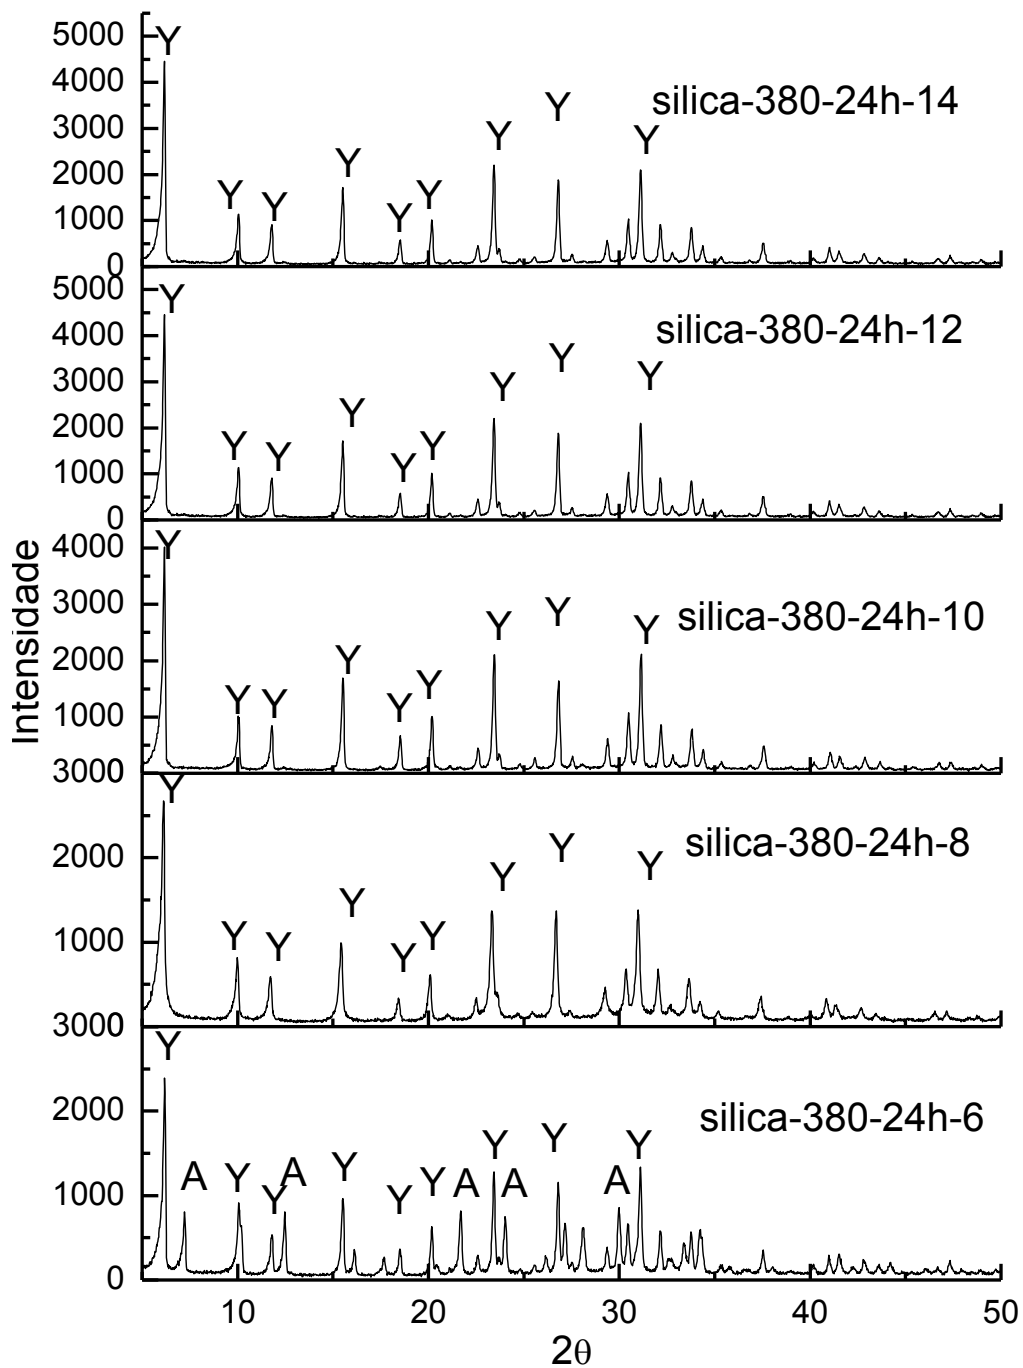 5000
Y
4000
silica-380-24h-14
3000
Y
Y
Y
2000
Y
Y
Y
Y
Y
1000
0
5000
Y
4000
silica-380-24h-12
3000
Y
Y
Y
2000
Y
Y
Y
Y
Y
1000
0
Intensidade
4000
Y
3000
silica-380-24h-10
Y
Y
Y
2000
Y
Y
Y
Y
Y
1000
3000
Y
2000
silica-380-24h-8
Y
Y
Y
Y
1000
Y
Y
Y
Y
3000
Y
2000
silica-380-24h-6
Y
Y
Y
Y
A
Y
A
Y
A
A
A
1000
Y
Y
0
10
20
30
40
50
2θ